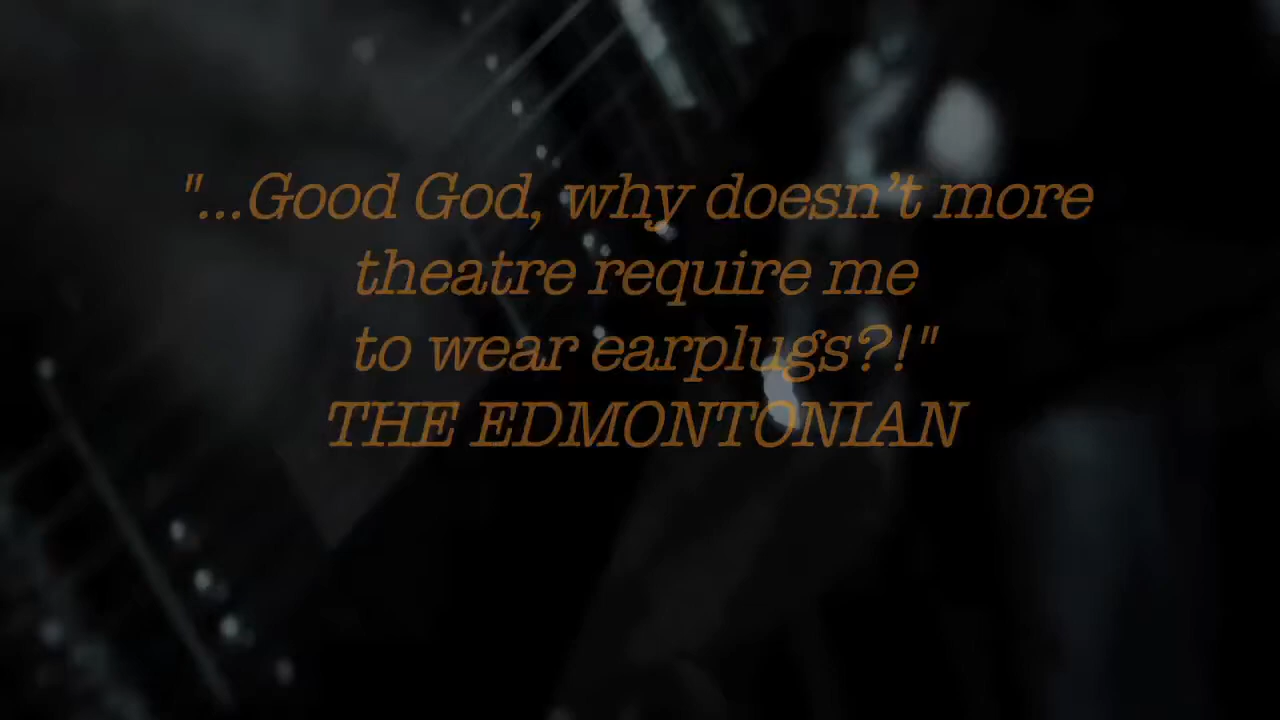 "...Good God, why doesn’t more
theatre require me
to wear earplugs?!"
THE EDMONTONIAN